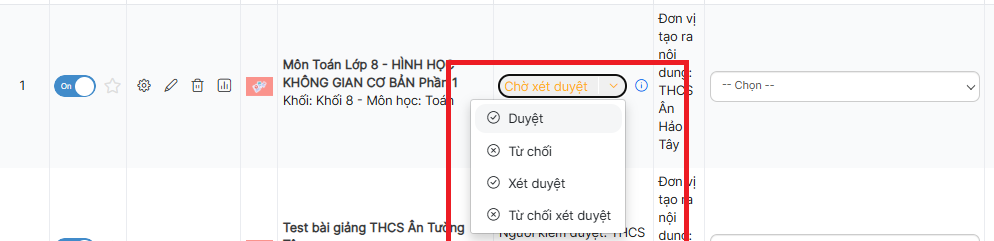 1
On
Môn Toán Lớp 8 - HÌNH HỌC
KHÔNG GIAN CƠ BẢN Phần 1
Khối: Khối 8 - Môn học: Toán
Chờ xét duyệt
Duyệt
Từ chối
Xét duyệt
Từ chối xét duyệt
Đơn vị
tạo ra
nội
dung:
THCS
Ân
Hảo
Tây
-- Chọn --
Test bài giảng THCS Ân Tường
Người kiểm duyệt: THCS
Đơn vị
tạo ra
nội
dung: